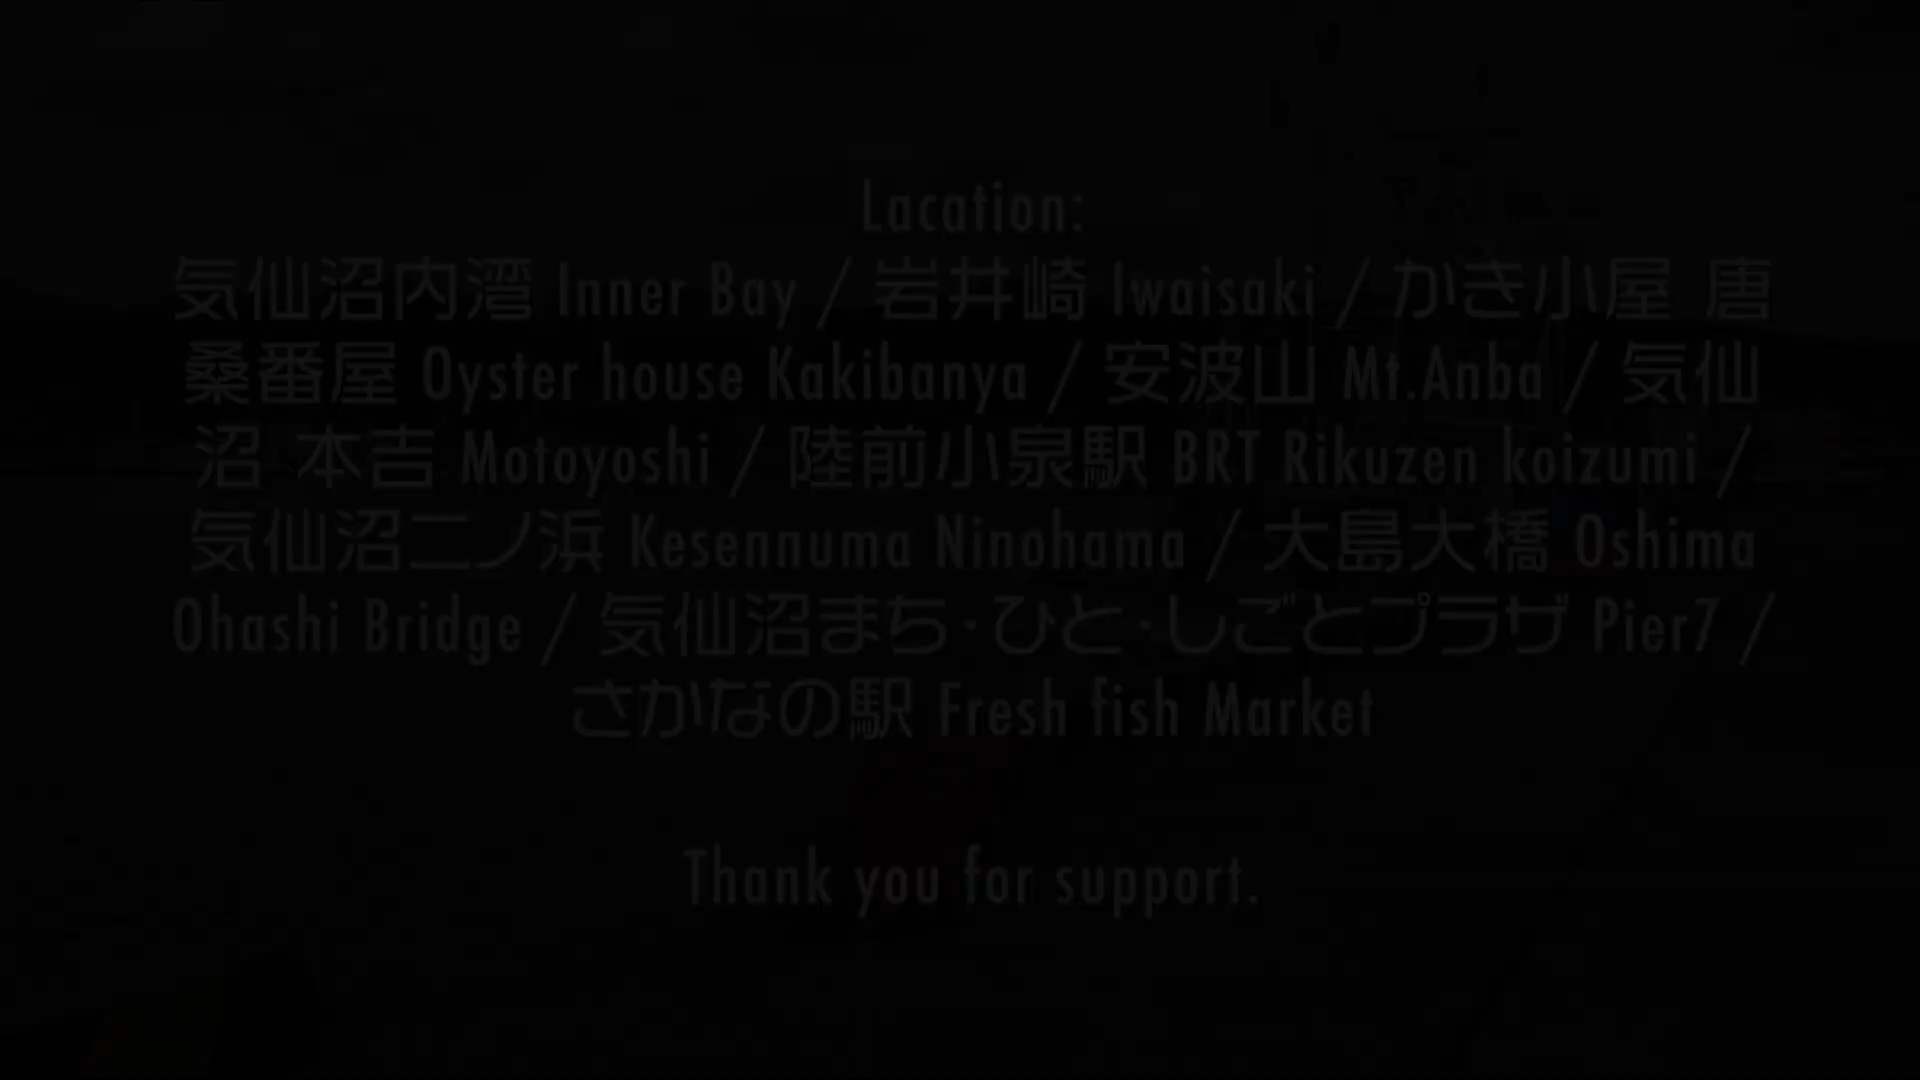 Lacation:
気仙沼内湾 Inner Bay / 岩井崎 Iwaisaki / かき小屋 唐
桑番屋 Oyster house Kakibanya / 安波山 Mt.Anba / 気仙
沼 本吉 Motoyoshi / 陸前小泉駅 BRT Rikuzen koizumi /
気仙沼二ノ浜 Kesennuma Ninohama / 大島大橋 Oshima
Ohashi Bridge / 気仙沼まち・ひと・しごとプラザ Pier7 /
さかなの駅 Fresh fish Market
Thank you for support.